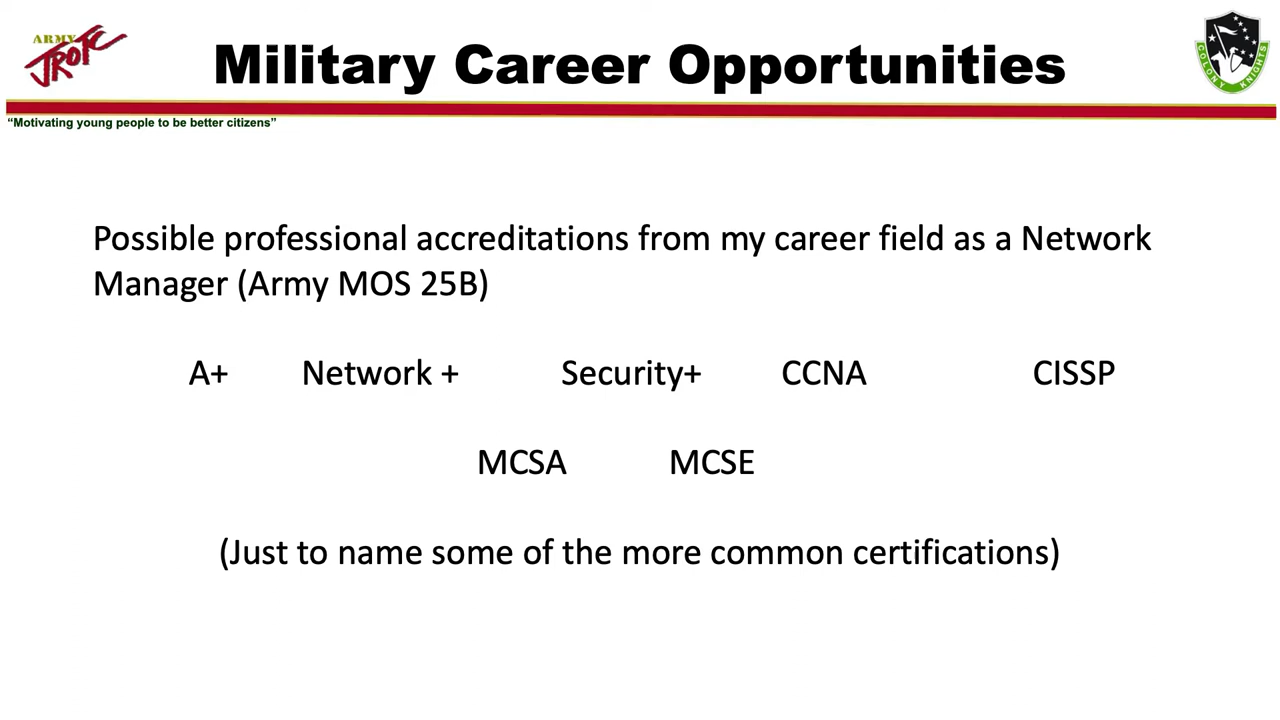 ARMY
JROTC
Military Career Opportunities
COLONY KNIGHTS
“Motivating young people to be better citizens”
Possible professional accreditations from my career field as a Network
Manager (Army MOS 25B)
A+ Network + Security+ CCNA CISSP
MCSA MCSE
(Just to name some of the more common certifications)